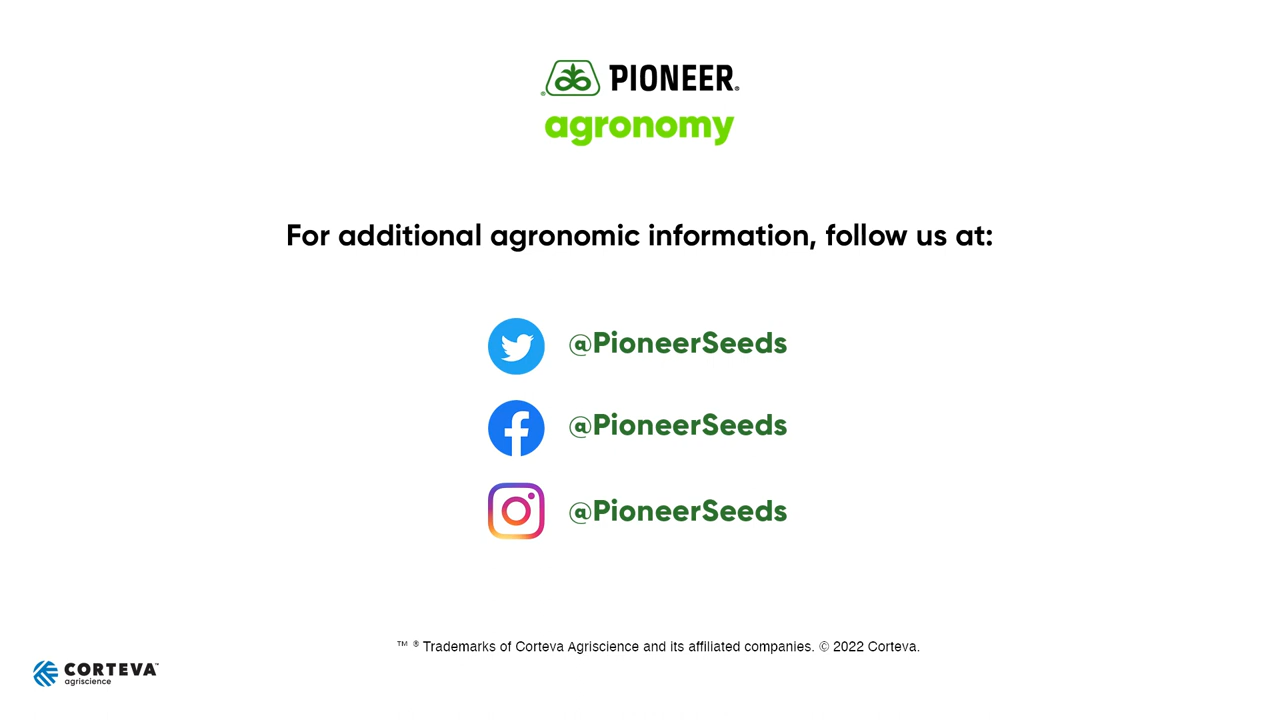 PIONEER®
agronomy
For additional agronomic information, follow us at:
@PioneerSeeds
@PioneerSeeds
@PioneerSeeds
™ ® Trademarks of Corteva Agriscience and its affiliated companies. © 2022 Corteva.
CORTEVA™
agriscience